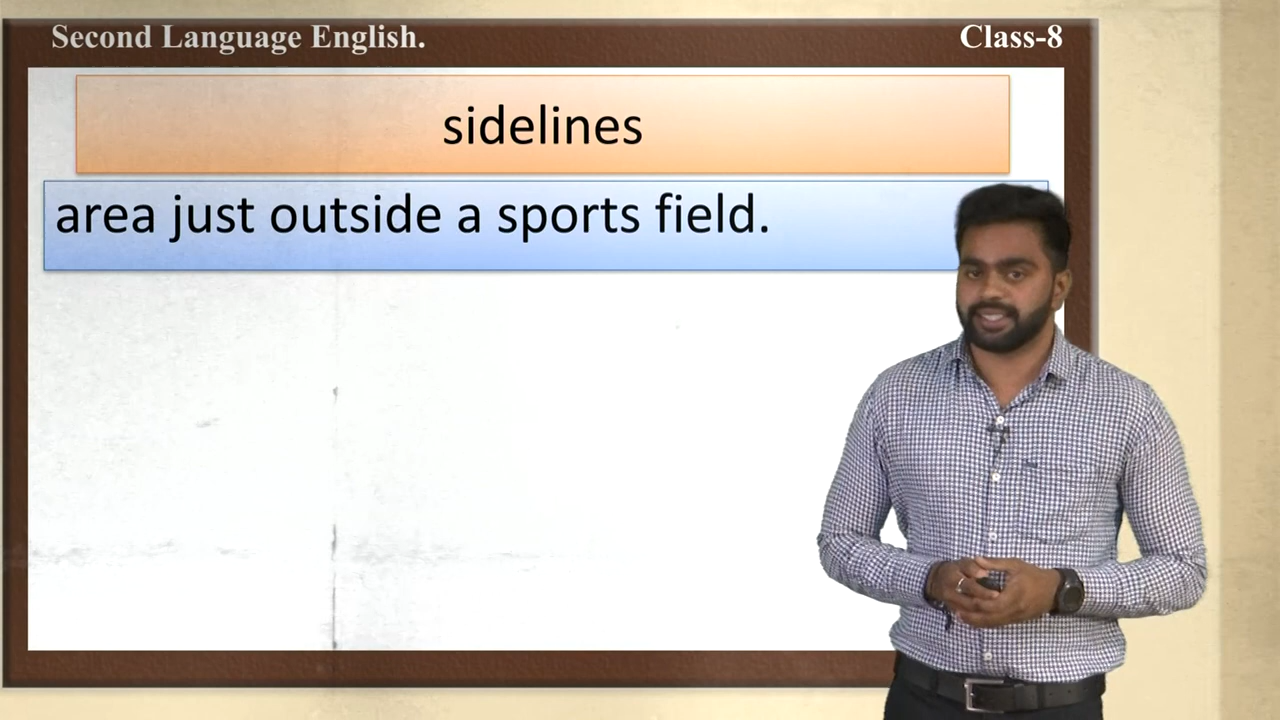 Second Language English.
Class-8
sidelines
area just outside a sports field.